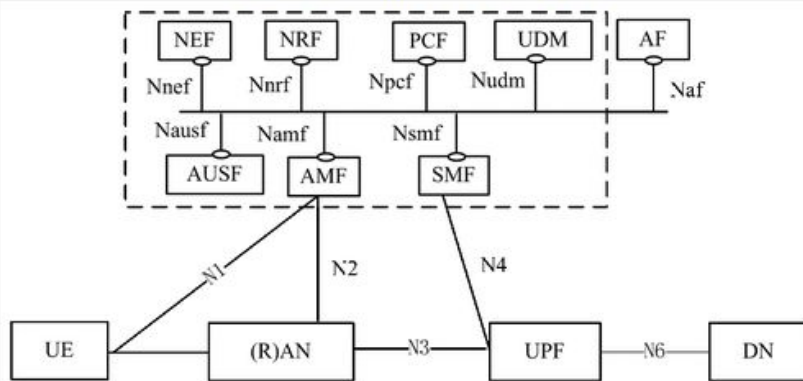 NEF NRF PCF UDM AF
Nnef Nnrf Npcf Nudm Naf
Nausf Namf Nsmf
AUSF AMF SMF
N1 N2 N4
UE (R)AN N3 UPF N6 DN